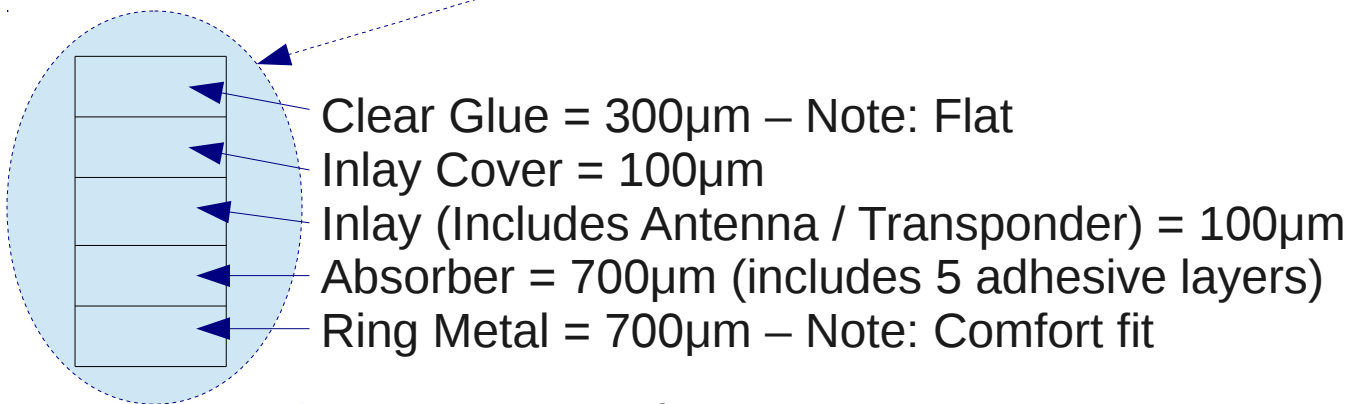 Clear Glue = 300μm – Note: Flat
Inlay Cover = 100μm
Inlay (Includes Antenna / Transponder) = 100μm
Absorber = 700μm (includes 5 adhesive layers)
Ring Metal = 700μm – Note: Comfort fit